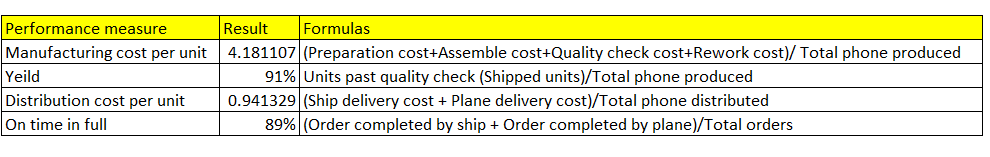 Performance measure Result Formulas
Manufacturing cost per unit 4.181107 (Preparation cost+Assemble cost+Quality check cost+Rework cost)/ Total phone produced
Yeild 91% Units past quality check (Shipped units)/Total phone produced
Distribution cost per unit 0.941329 (Ship delivery cost + Plane delivery cost)/Total phone distributed
On time in full 89% (Order completed by ship + Order completed by plane)/Total orders